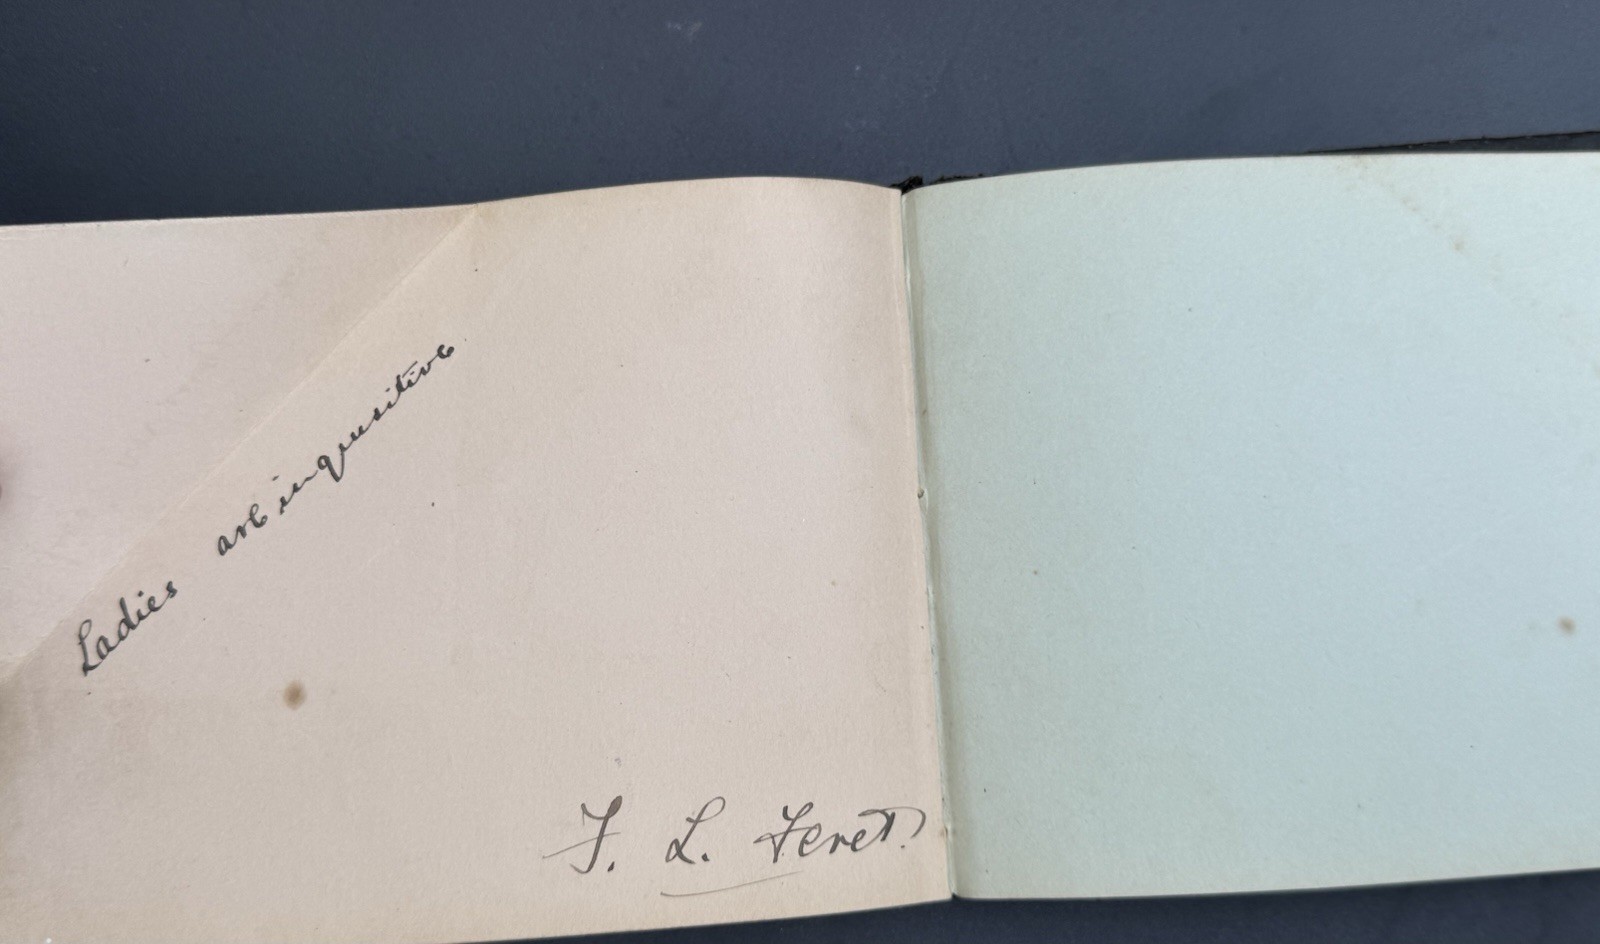 Ladies are inquisitive
F. L. Feret.